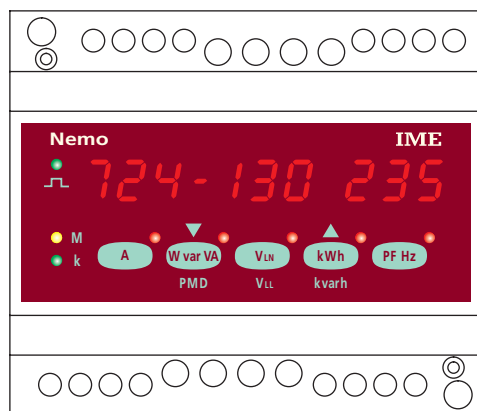 Nemo IME
724-130 235
M
k
A W var VA VLN kWh PF Hz
PMD VLL kvarh